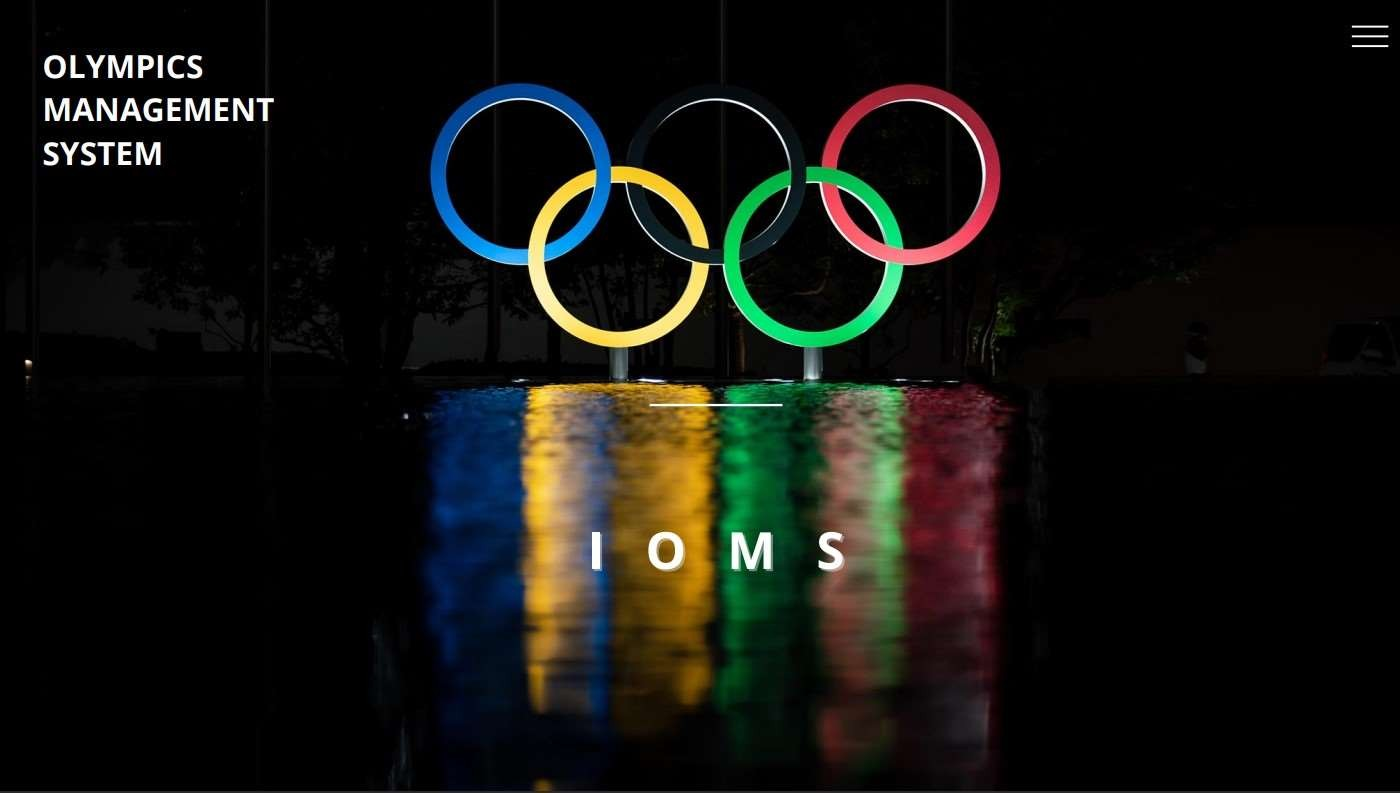 OLYMPICS
MANAGEMENT
SYSTEM
I O M S